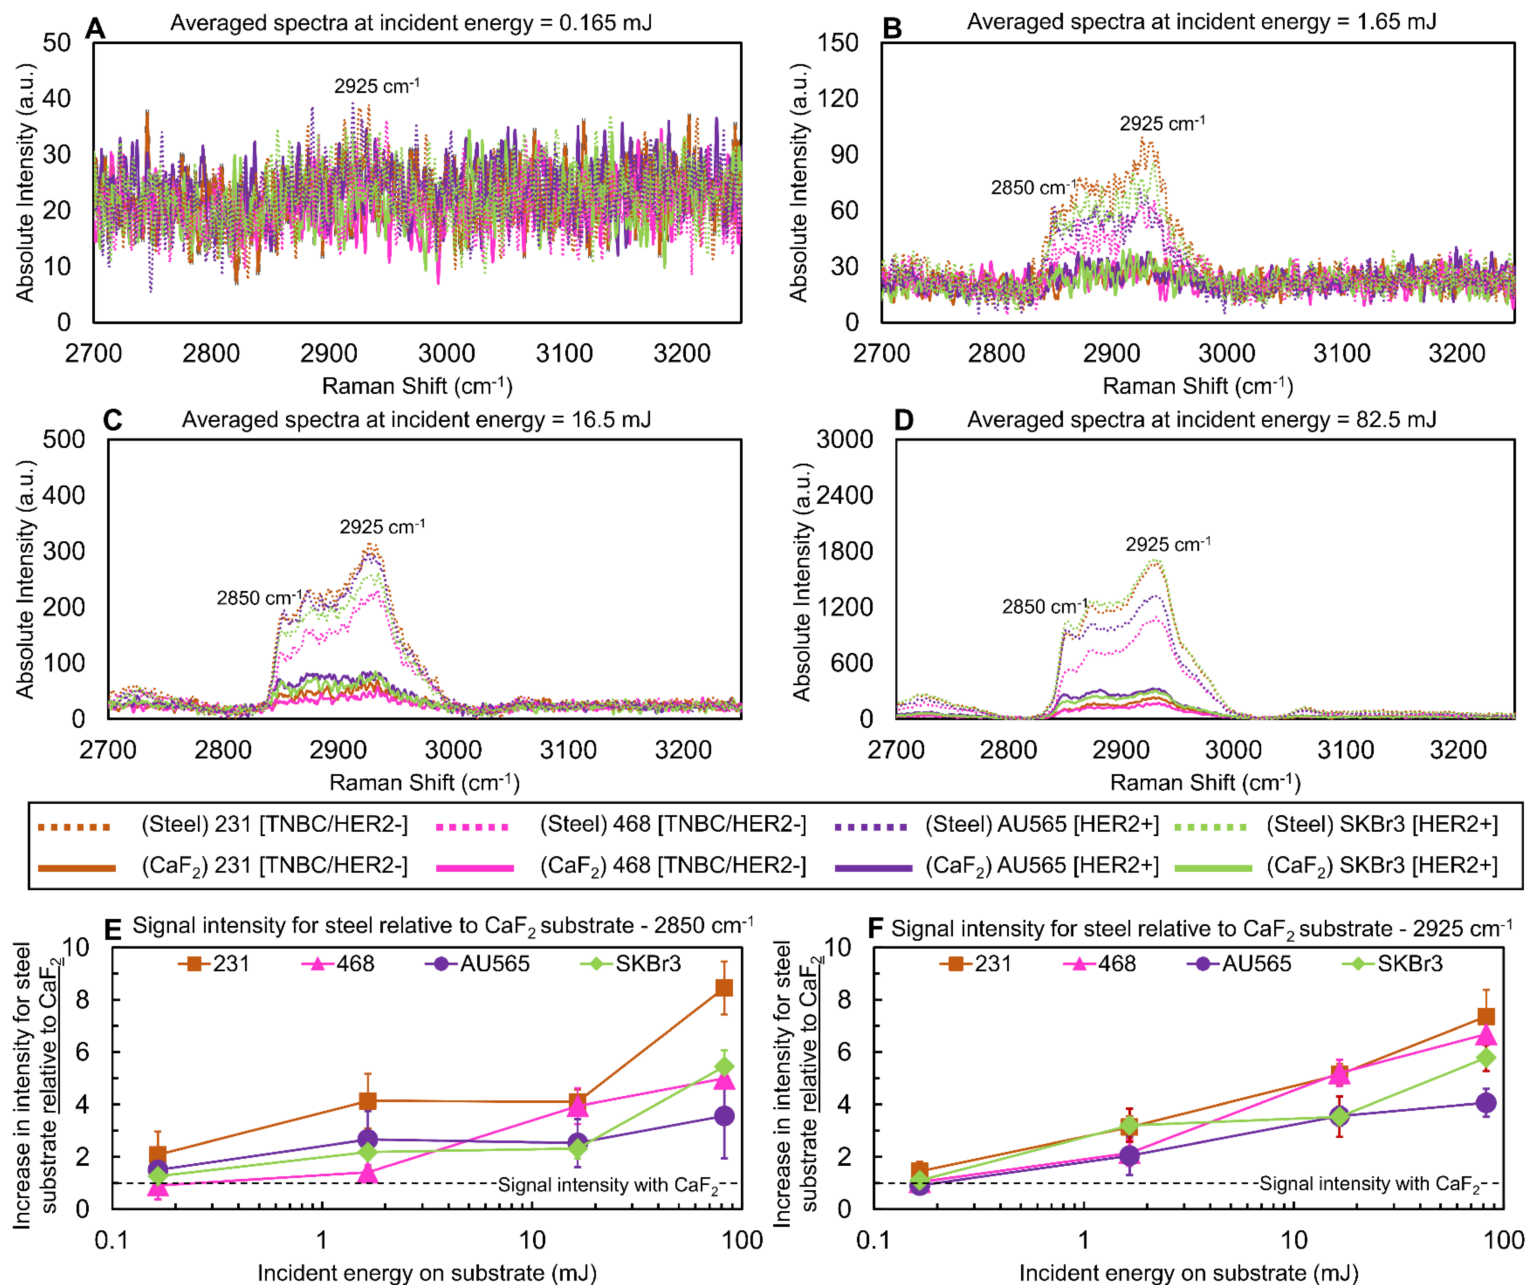 A Averaged spectra at incident energy = 0.165 mJ
Absolute Intensity (a.u.)
50
40
30
20
10
0
2925 cm-1
2700 2800 2900 3000 3100 3200
Raman Shift (cm-1)
B Averaged spectra at incident energy = 1.65 mJ
Absolute Intensity (a.u.)
150
120
90
60
30
0
2925 cm-1
2850 cm-1
2700 2800 2900 3000 3100 3200
Raman Shift (cm-1)
C Averaged spectra at incident energy = 16.5 mJ
Absolute Intensity (a.u.)
500
400
300
200
100
0
2925 cm-1
2850 cm-1
2700 2800 2900 3000 3100 3200
Raman Shift (cm-1)
D Averaged spectra at incident energy = 82.5 mJ
Absolute Intensity (a.u.)
3000
2400
1800
1200
600
0
2925 cm-1
2850 cm-1
2700 2800 2900 3000 3100 3200
Raman Shift (cm-1)
(Steel) 231 [TNBC/HER2-] (Steel) 468 [TNBC/HER2-] (Steel) AU565 [HER2+] (Steel) SKBr3 [HER2+]
(CaF2) 231 [TNBC/HER2-] (CaF2) 468 [TNBC/HER2-] (CaF2) AU565 [HER2+] (CaF2) SKBr3 [HER2+]
E Signal intensity for steel relative to CaF2 substrate - 2850 cm-1
Increase in intensity for steel
substrate relative to CaF2
10
8
6
4
2
0
231 468 AU565 SKBr3
Signal intensity with CaF2
0.1 1 10 100
Incident energy on substrate (mJ)
F Signal intensity for steel relative to CaF2 substrate - 2925 cm-1
Increase in intensity for steel
substrate relative to CaF2
10
8
6
4
2
0
231 468 AU565 SKBr3
Signal intensity with CaF2
0.1 1 10 100
Incident energy on substrate (mJ)